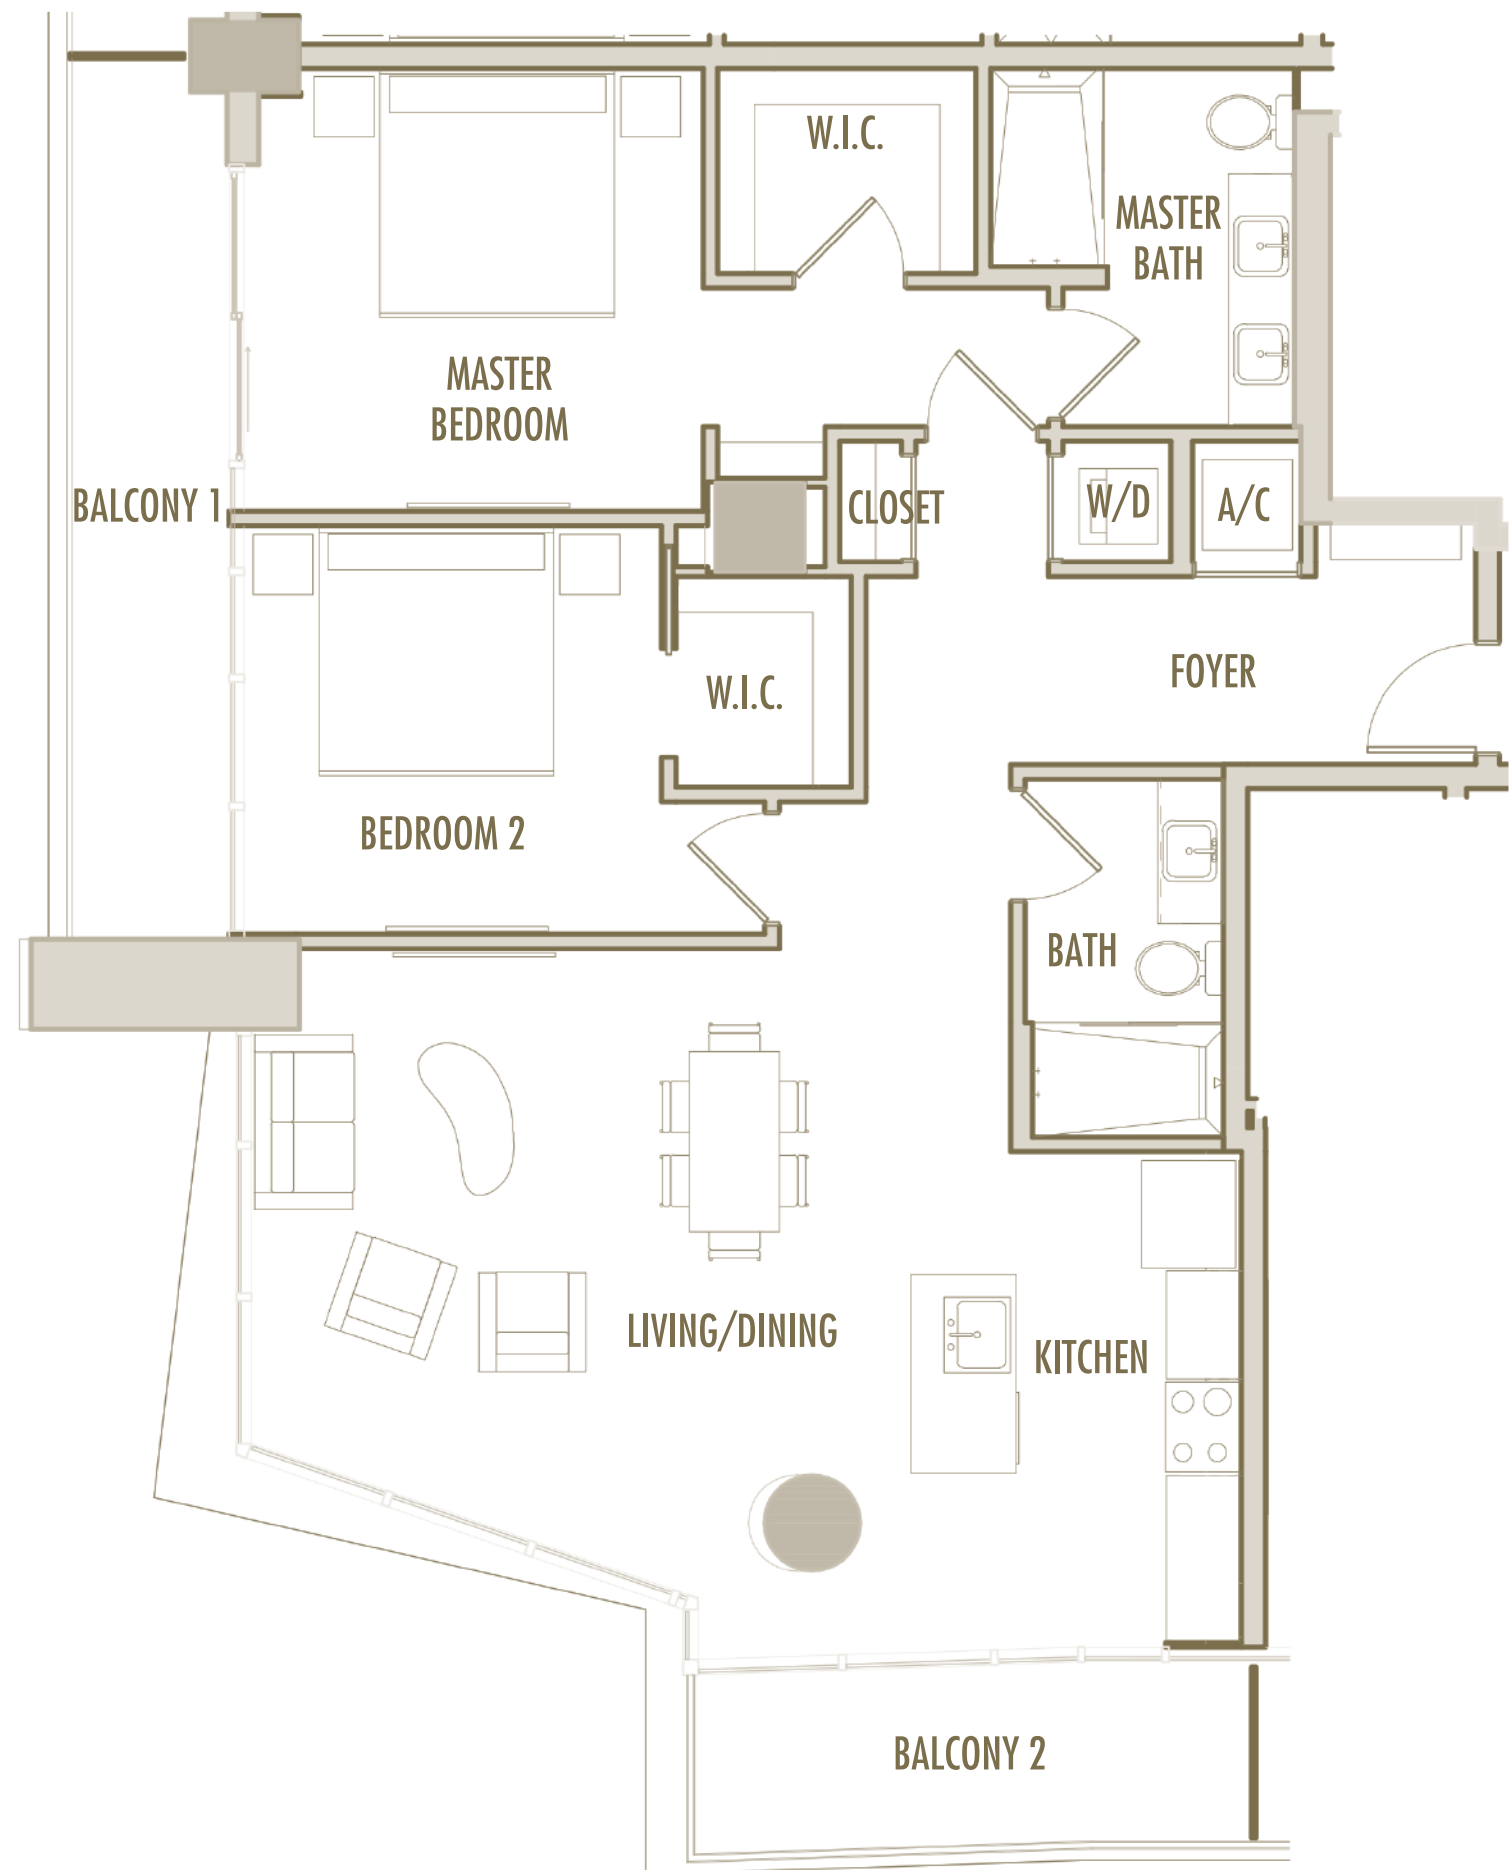 W.I.C.
MASTER
BATH
MASTER
BEDROOM
BALCONY 1
CLOSET
W/D
A/C
FOYER
W.I.C.
BEDROOM 2
BATH
LIVING/DINING
KITCHEN
BALCONY 2